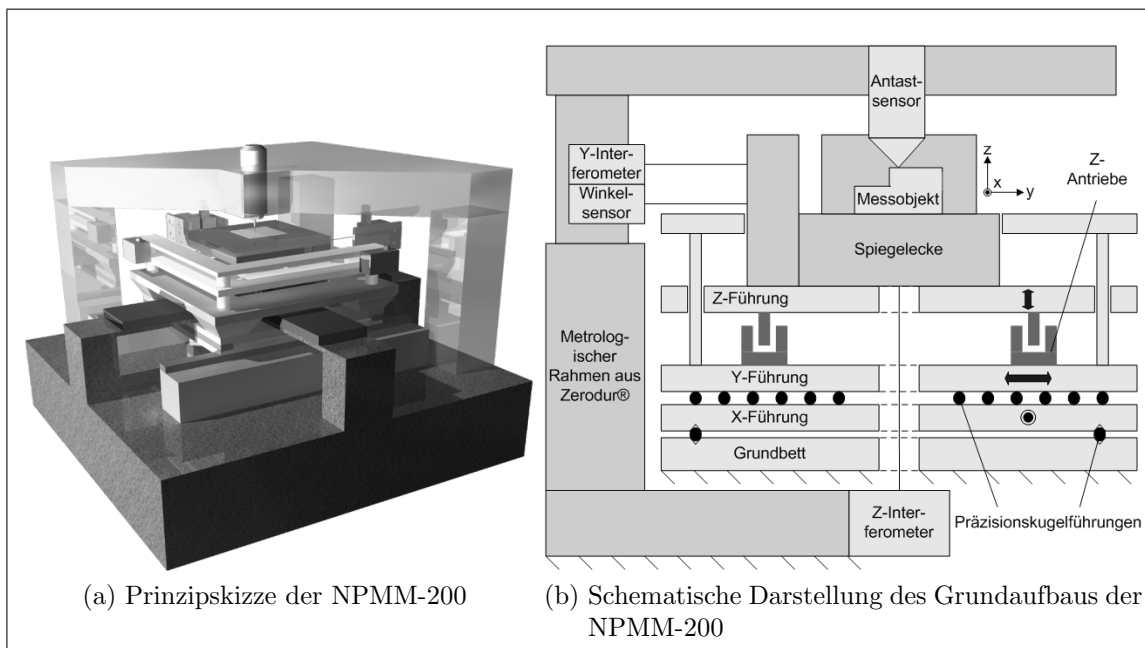 Antast-
sensor
Y-Inter-
ferometer
Winkel-
sensor
z
x
y
Z-
Antriebe
Messobjekt
Spiegelecke
Z-Führung
Metrolog-
ischer
Rahmen aus
Zerodur®
Y-Führung
X-Führung
Grundbett
Z-Inter-
ferometer
Präzisionskugelführungen
(a) Prinzipskizze der NPMM-200
(b) Schematische Darstellung des Grundaufbaus der
NPMM-200